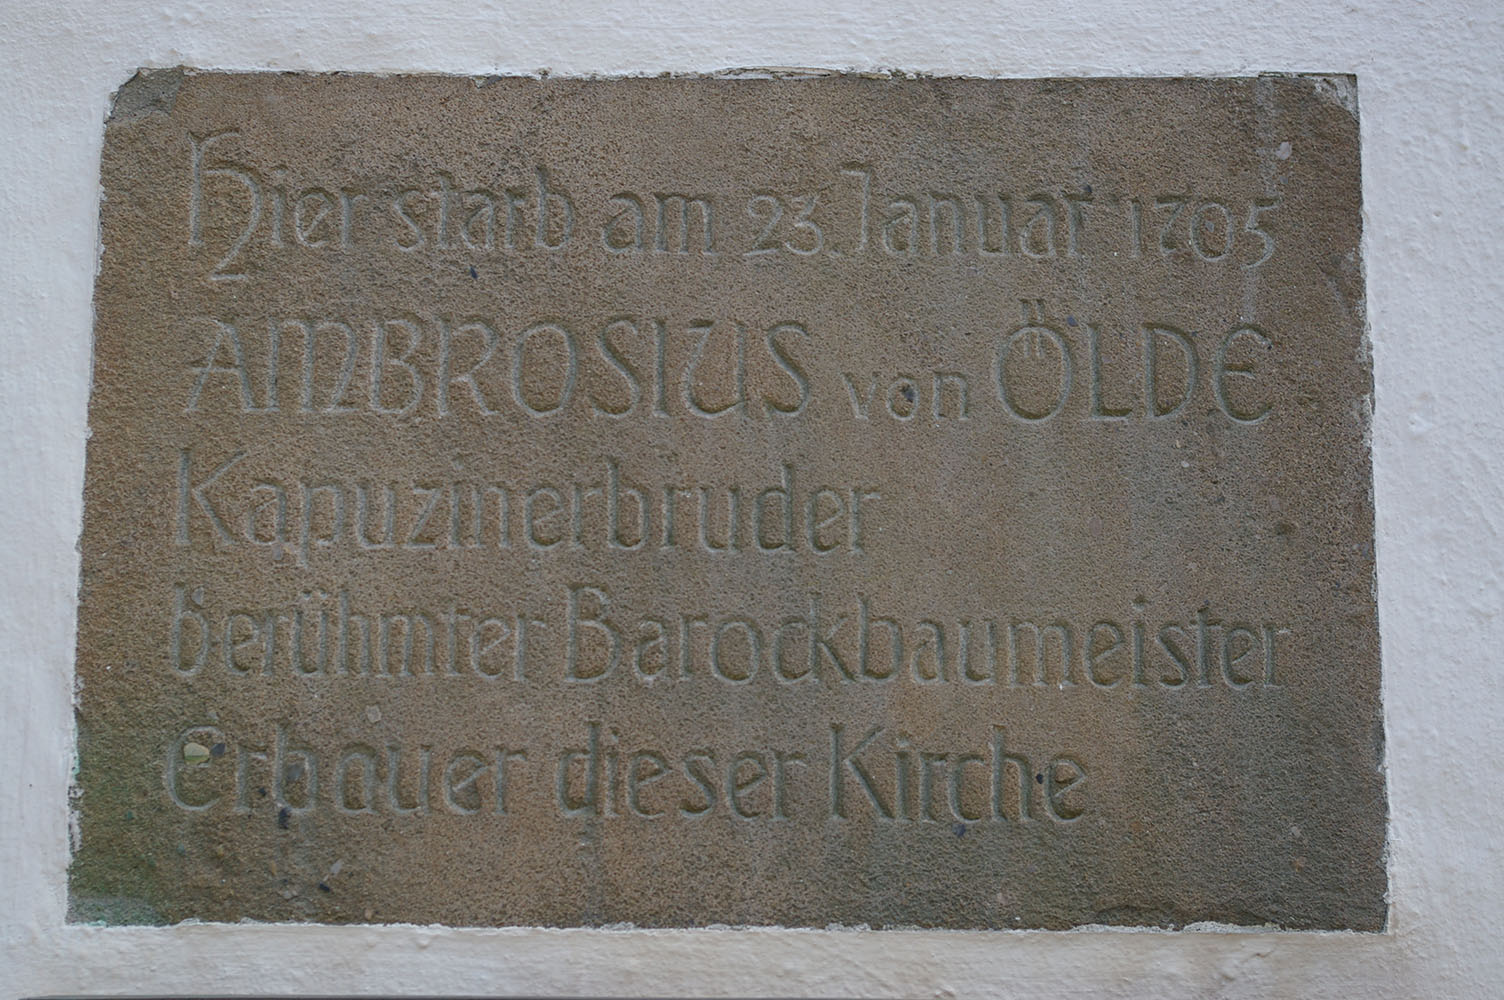 Hier starb am 23. Januar 1705
AMBROSIUS von ÖLDE
Kapuzinerbruder
berühmter Barockbaumeister
Erbauer dieser Kirche